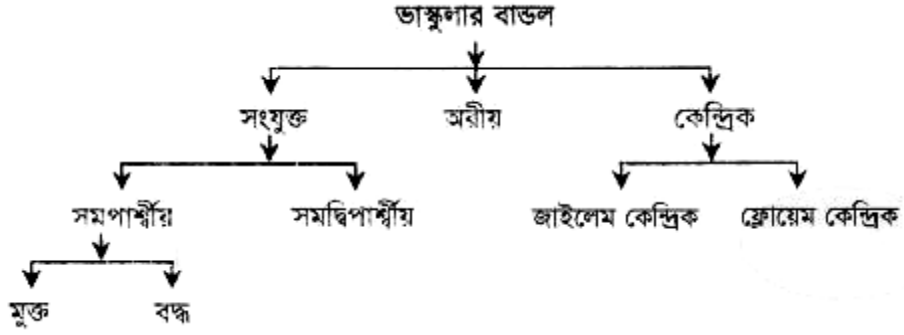 ভাস্কুলার বান্ডল
সংযুক্ত অরীয় কেন্দ্রিক
সমপার্শ্বীয় সমদ্বিপার্শ্বীয় জাইলেম কেন্দ্রিক ফ্লোয়েম কেন্দ্রিক
মুক্ত বদ্ধ